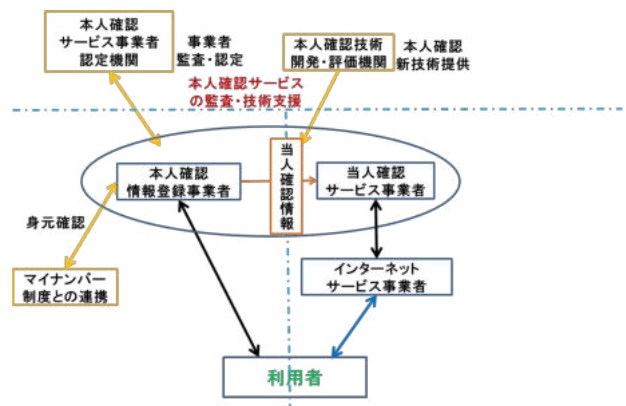 本人確認
サービス事業者
認定機関
事業者
監査・認定
本人確認技術
開発・評価機関
本人確認
新技術提供
本人確認サービス
の監査・技術支援
本人確認
情報登録事業者
当人確認情報
当人確認
サービス事業者
身元確認
マイナンバー
制度との連携
インターネット
サービス事業者
利用者